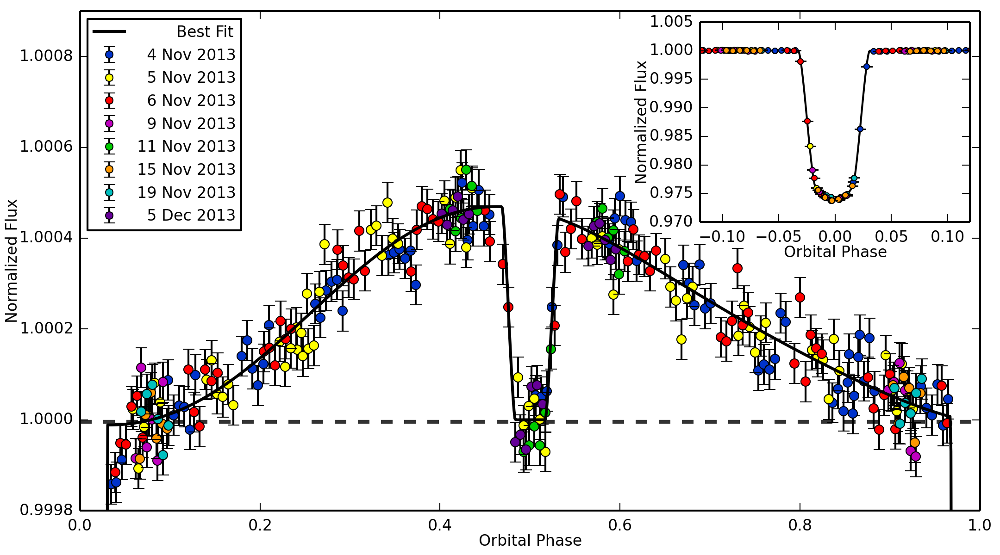 Best Fit
4 Nov 2013
5 Nov 2013
6 Nov 2013
9 Nov 2013
11 Nov 2013
15 Nov 2013
19 Nov 2013
5 Dec 2013
Normalized Flux
1.0008
1.0006
1.0004
1.0002
1.0000
0.9998
0.0 0.2 0.4 0.6 0.8 1.0
Orbital Phase
Normalized Flux
1.005
1.000
0.995
0.990
0.985
0.980
0.975
0.970
−0.10 −0.05 0.00 0.05 0.10
Orbital Phase